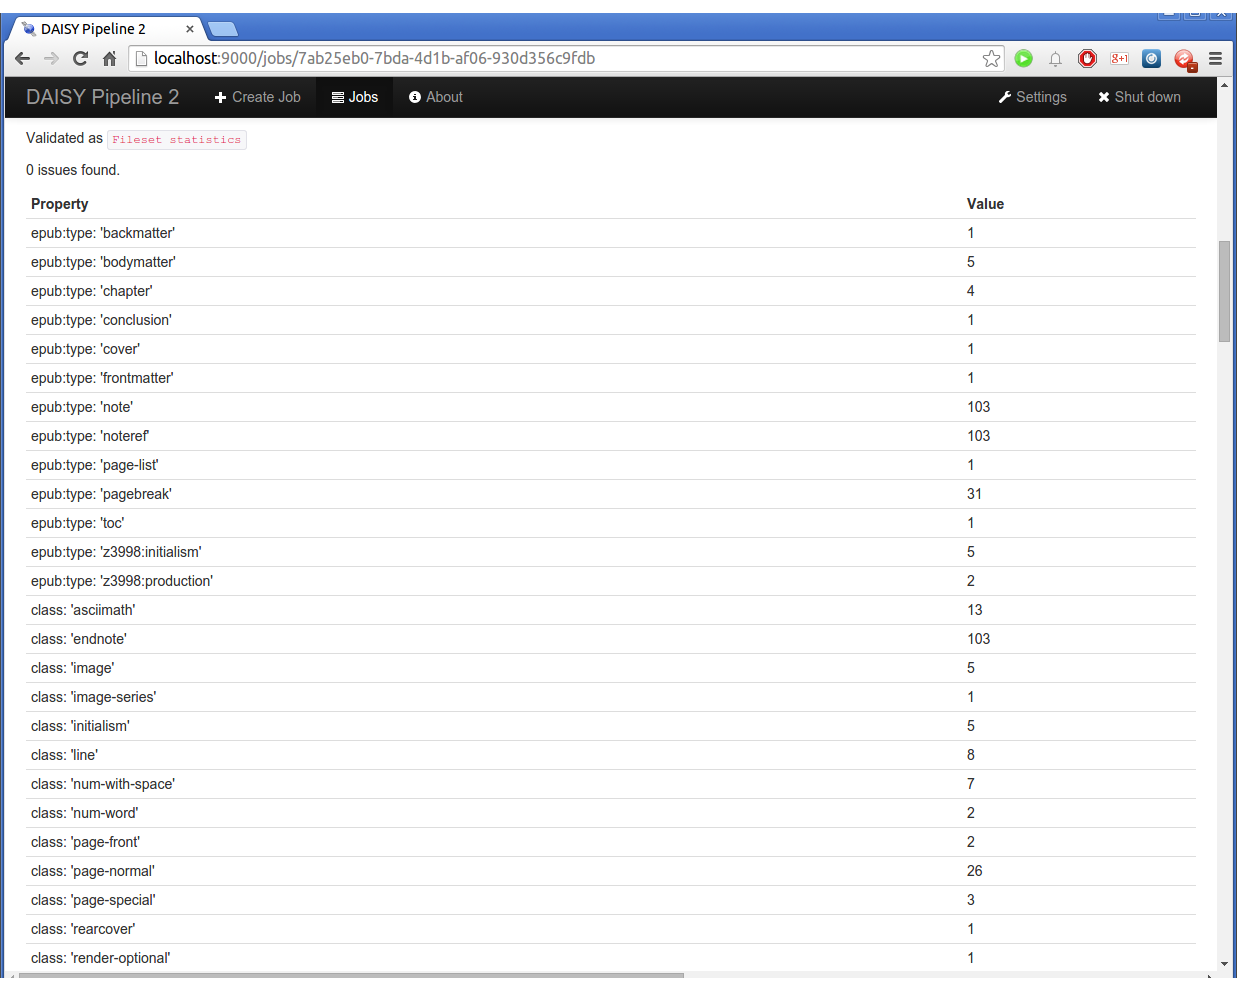 DAISY Pipeline 2 ×
localhost:9000/jobs/7ab25eb0-7bda-4d1b-af06-930d356c9fdb g+1
DAISY Pipeline 2 Create Job Jobs About Settings Shut down
Validated as Fileset statistics
0 issues found.
Property Value
epub:type: 'backmatter' 1
epub:type: 'bodymatter' 5
epub:type: 'chapter' 4
epub:type: 'conclusion' 1
epub:type: 'cover' 1
epub:type: 'frontmatter' 1
epub:type: 'note' 103
epub:type: 'noteref' 103
epub:type: 'page-list' 1
epub:type: 'pagebreak' 31
epub:type: 'toc' 1
epub:type: 'z3998:initialism' 5
epub:type: 'z3998:production' 2
class: 'asciimath' 13
class: 'endnote' 103
class: 'image' 5
class: 'image-series' 1
class: 'initialism' 5
class: 'line' 8
class: 'num-with-space' 7
class: 'num-word' 2
class: 'page-front' 2
class: 'page-normal' 26
class: 'page-special' 3
class: 'rearcover' 1
class: 'render-optional' 1